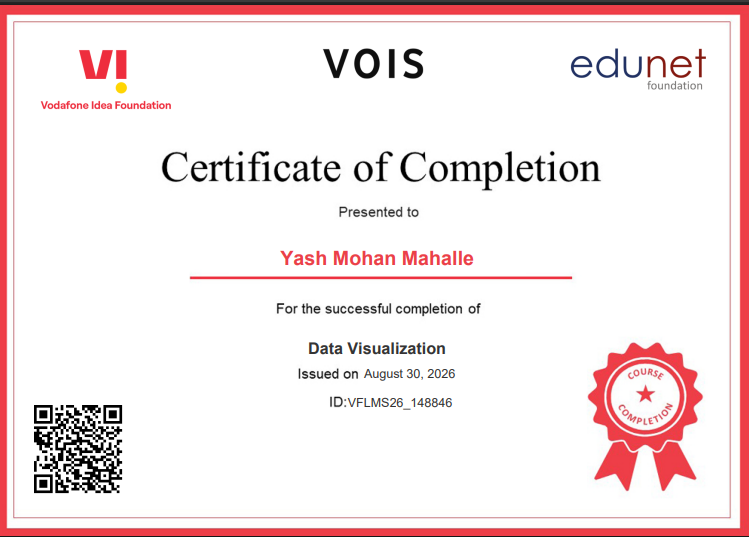 VI
Vodafone Idea Foundation
VOIS
edunet
foundation
Certificate of Completion
Presented to
Yash Mohan Mahalle
For the successful completion of
Data Visualization
Issued on August 30, 2026
ID:VFLMS26_148846
COURSE
COMPLETION